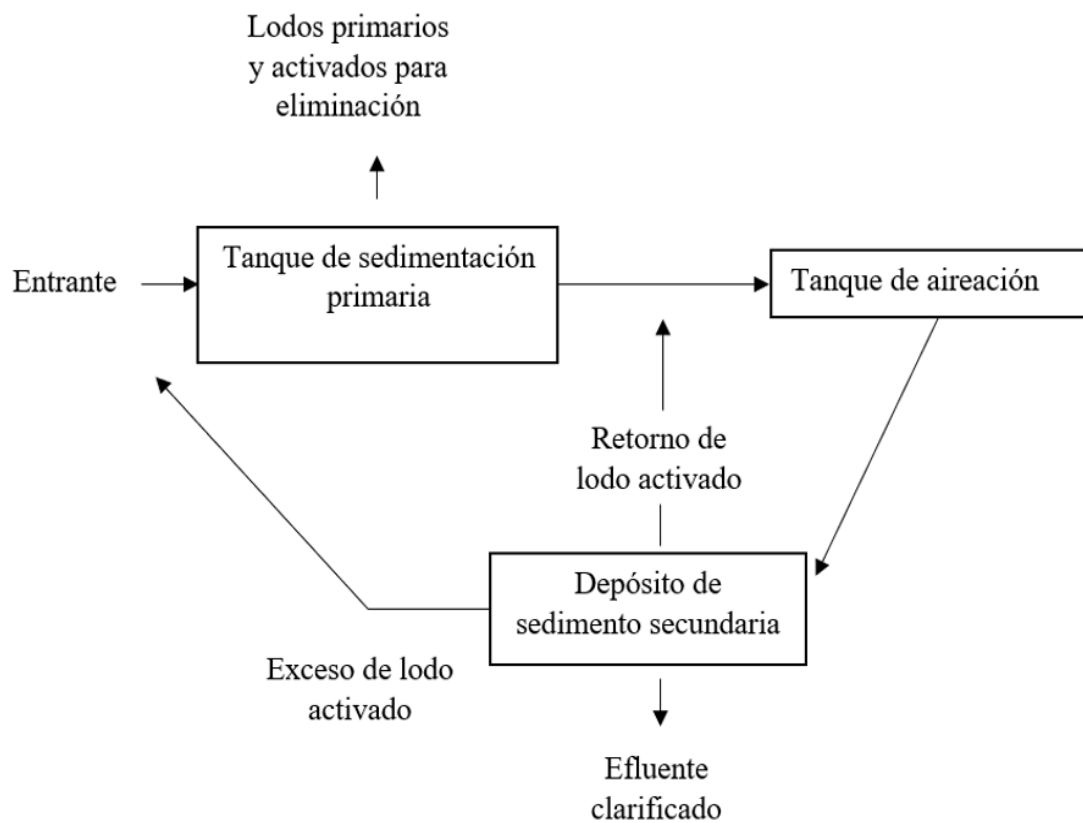 Lodos primarios
y activados para
eliminación
Entrante
Tanque de sedimentación
primaria
Tanque de aireación
Retorno de
lodo activado
Depósito de
sedimento secundaria
Exceso de lodo
activado
Efluente
clarificado